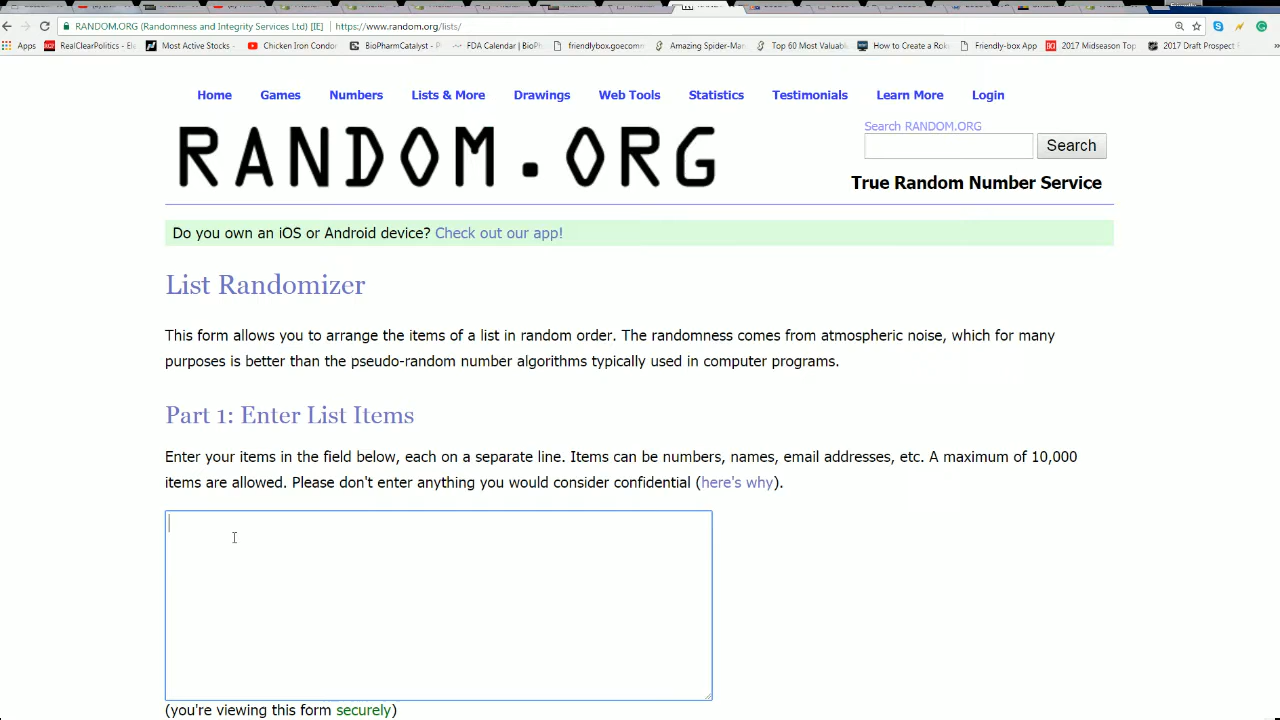 RANDOM.ORG (Randomness and Integrity Services Ltd) [IE] https://www.random.org/lists/
Apps RealClearPolitics - Ele Most Active Stocks - Chicken Iron Condor BioPharmCatalyst - P FDA Calendar | BioPh friendlybox.goecomm Amazing Spider-Man Top 60 Most Valuabl How to Create a Role Friendly-box App 2017 Midseason Top 2017 Draft Prospect F
Home Games Numbers Lists & More Drawings Web Tools Statistics Testimonials Learn More Login
RANDOM.ORG
Search RANDOM.ORG
Search
True Random Number Service
Do you own an iOS or Android device? Check out our app!
List Randomizer
This form allows you to arrange the items of a list in random order. The randomness comes from atmospheric noise, which for many
purposes is better than the pseudo-random number algorithms typically used in computer programs.
Part 1: Enter List Items
Enter your items in the field below, each on a separate line. Items can be numbers, names, email addresses, etc. A maximum of 10,000
items are allowed. Please don't enter anything you would consider confidential (here's why).
(you're viewing this form securely)